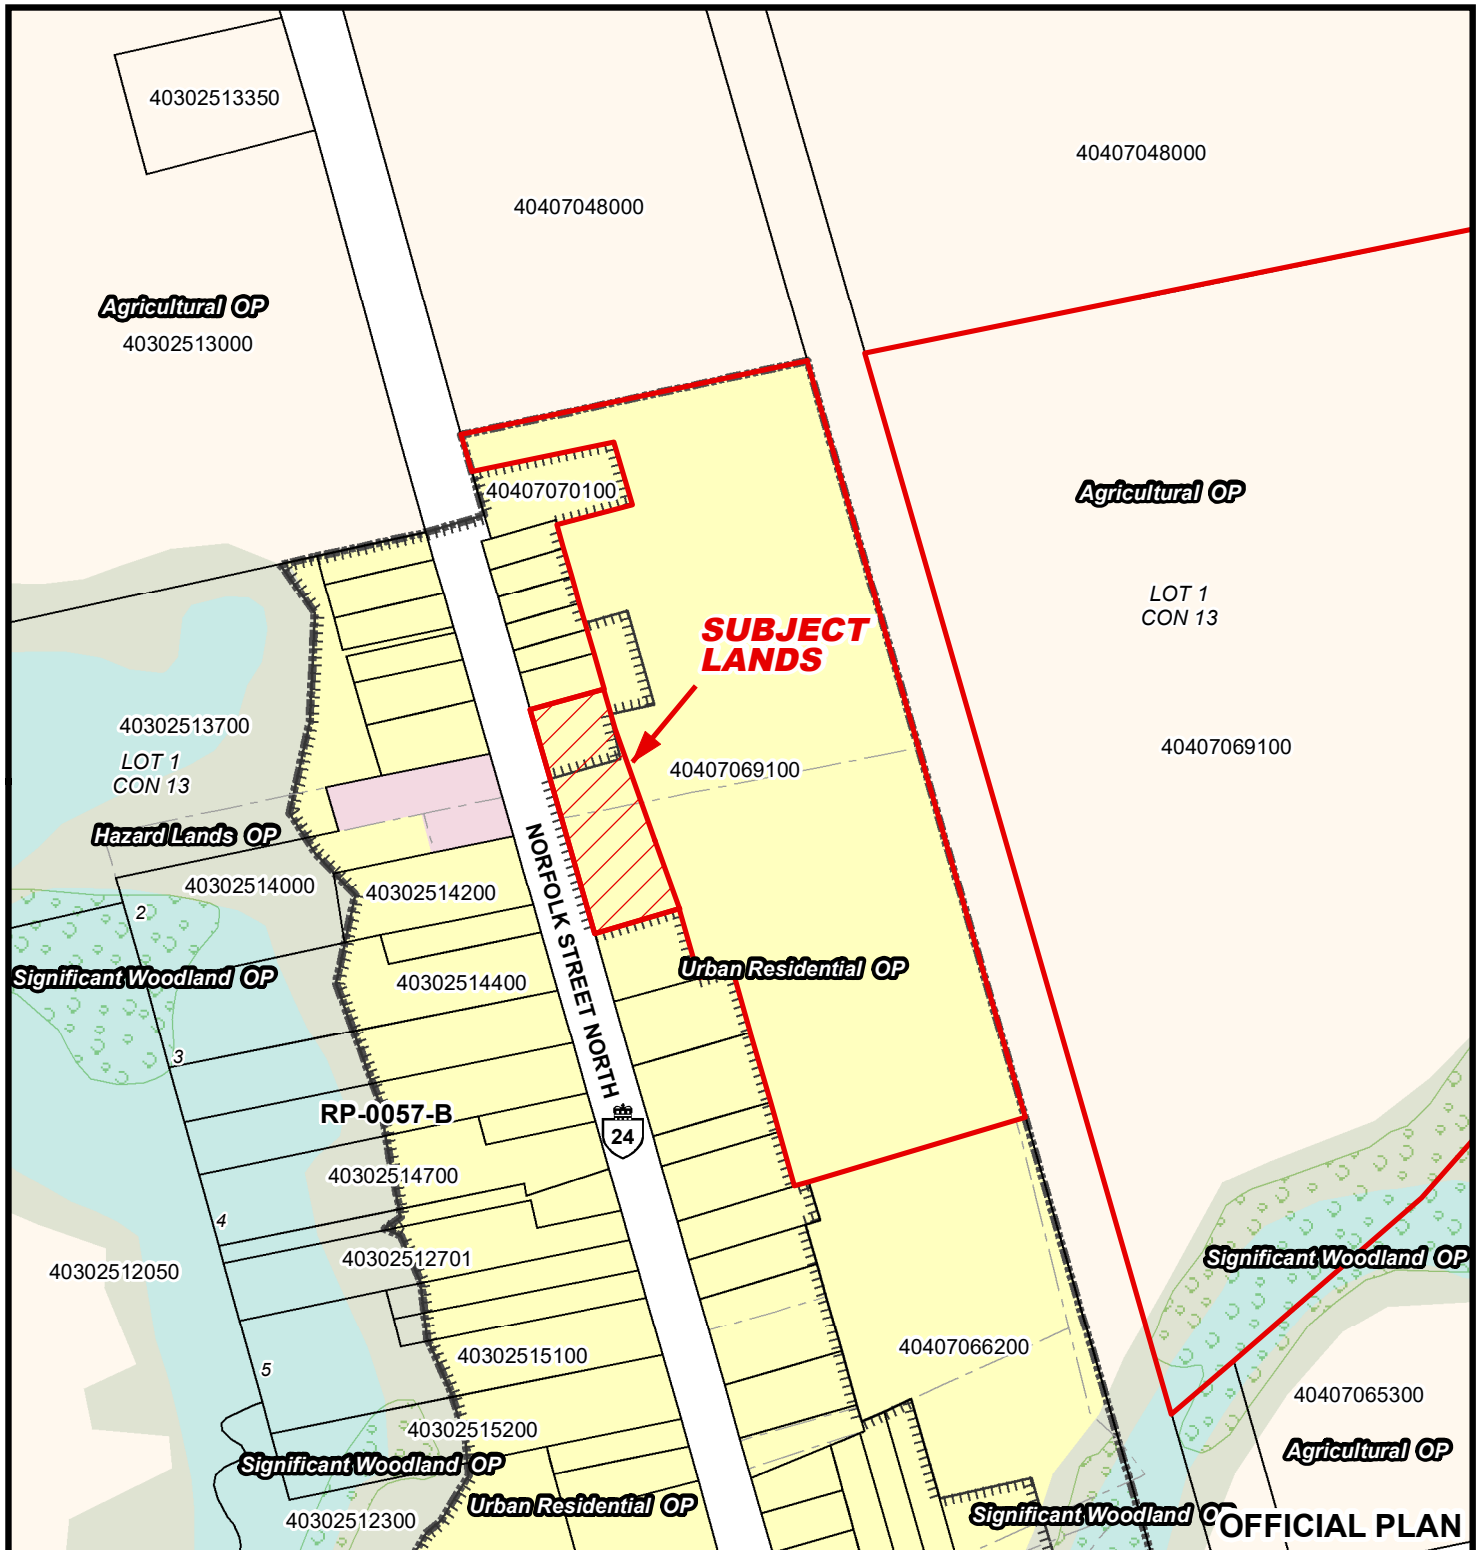 40302513350
40407048000
40407048000
Agricultural OP
40302513000
40407070100
Agricultural OP
LOT 1
CON 13
SUBJECT
LANDS
40302513700
LOT 1
CON 13
40407069100
40407069100
Hazard Lands OP
40302514000
40302514200
2
NORFOLK STREET NORTH
Significant Woodland OP
40302514400
Urban Residential OP
3
RP-0057-B
24
40302514700
4
40302512050
40302512701
Significant Woodland OP
5
40302515100
40407066200
40407065300
40302515200
Significant Woodland OP
Agricultural OP
Urban Residential OP
40302512300
Significant Woodland OP
OFFICIAL PLAN